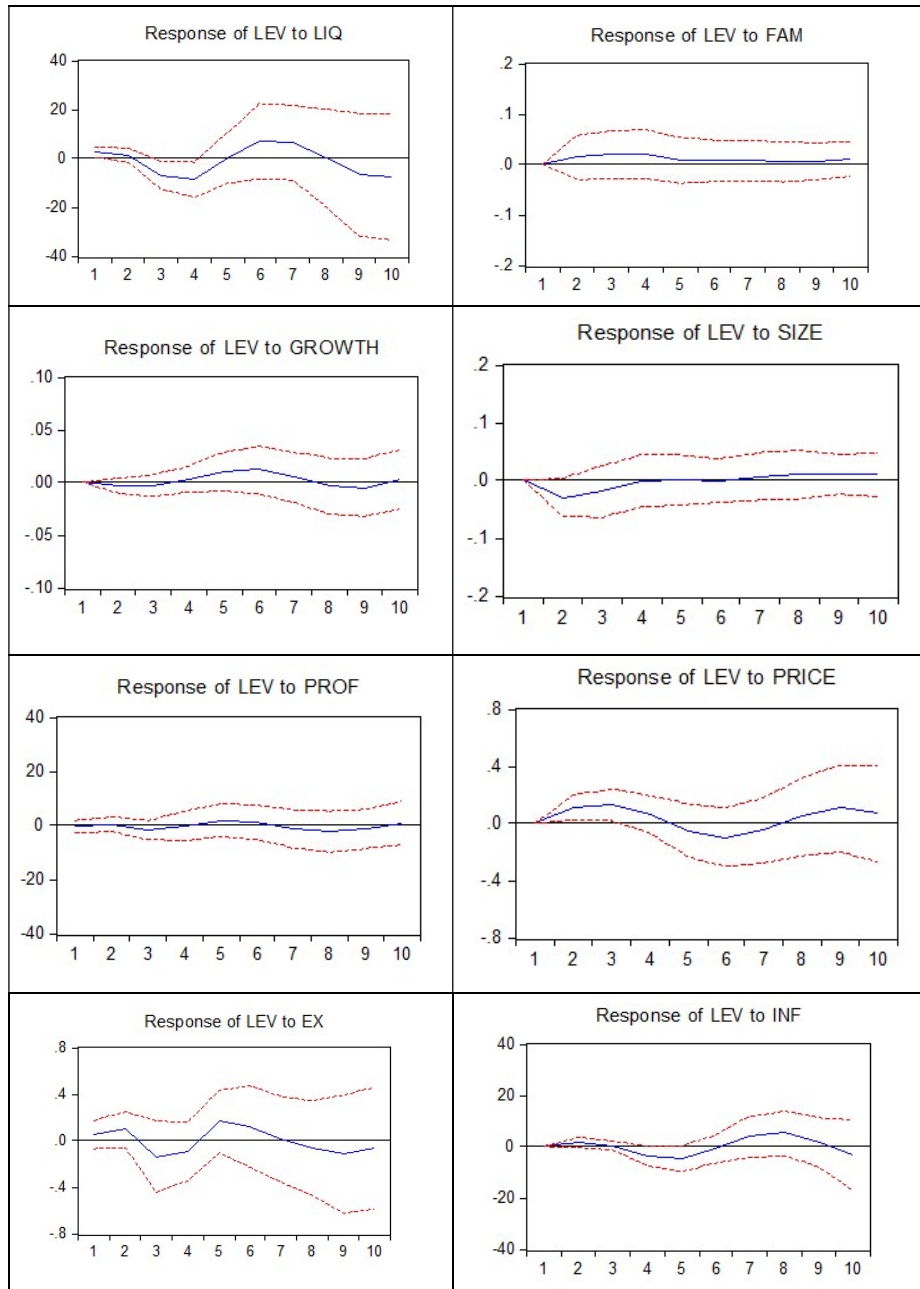 Response of LEV to LIQ
40
20
0
-20
-40
1 2 3 4 5 6 7 8 9 10
Response of LEV to FAM
.2
.1
.0
-.1
-.2
1 2 3 4 5 6 7 8 9 10
Response of LEV to GROWTH
.10
.05
.00
-.05
-.10
1 2 3 4 5 6 7 8 9 10
Response of LEV to SIZE
.2
.1
.0
-.1
-.2
1 2 3 4 5 6 7 8 9 10
Response of LEV to PROF
40
20
0
-20
-40
1 2 3 4 5 6 7 8 9 10
Response of LEV to PRICE
.8
.4
.0
-.4
-.8
1 2 3 4 5 6 7 8 9 10
Response of LEV to EX
.8
.4
.0
-.4
-.8
1 2 3 4 5 6 7 8 9 10
Response of LEV to INF
40
20
0
-20
-40
1 2 3 4 5 6 7 8 9 10